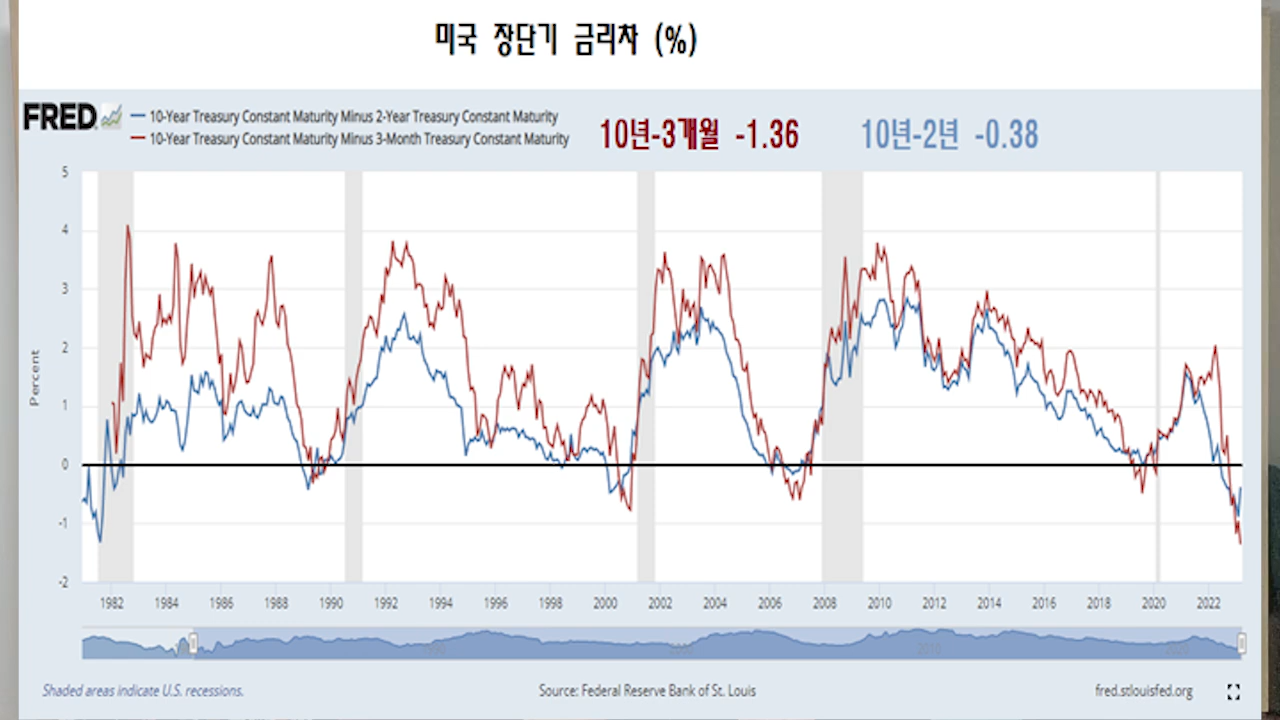 미국 장단기 금리차 (%)
FRED
10-Year Treasury Constant Maturity Minus 2-Year Treasury Constant Maturity
10-Year Treasury Constant Maturity Minus 3-Month Treasury Constant Maturity
10년-3개월 -1.36
10년-2년 -0.38
Percent
5
4
3
2
1
0
-1
-2
1982 1984 1986 1988 1990 1992 1994 1996 1998 2000 2002 2004 2006 2008 2010 2012 2014 2016 2018 2020 2022
1990 2000 2010 2020
Shaded areas indicate U.S. recessions.
Source: Federal Reserve Bank of St. Louis
fred.stlouisfed.org